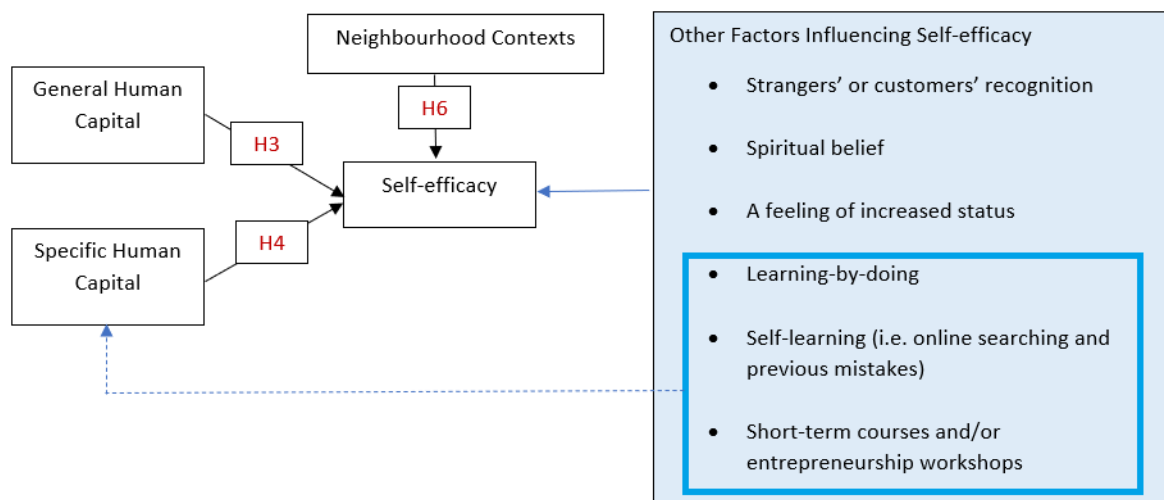 Neighbourhood Contexts
General Human
Capital
H3
H6
Self-efficacy
H4
Specific Human
Capital
Other Factors Influencing Self-efficacy
• Strangers’ or customers’ recognition
• Spiritual belief
• A feeling of increased status
• Learning-by-doing
• Self-learning (i.e. online searching and
previous mistakes)
• Short-term courses and/or
entrepreneurship workshops